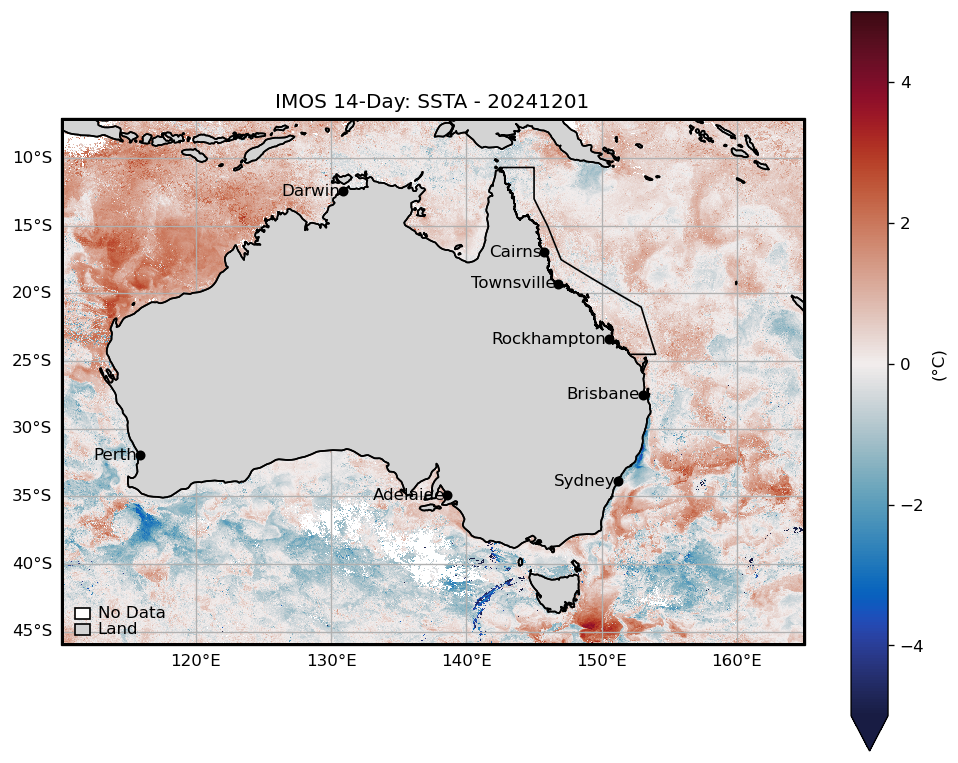 IMOS 14-Day: SSTA - 20241201
10°S
15°S
20°S
25°S
30°S
35°S
40°S
45°S
120°E
130°E
140°E
150°E
160°E
Darwin
Cairns
Townsville
Rockhampton
Brisbane
Perth
Sydney
Adelaide
No Data
Land
4
2
0
−2
−4
(°C)